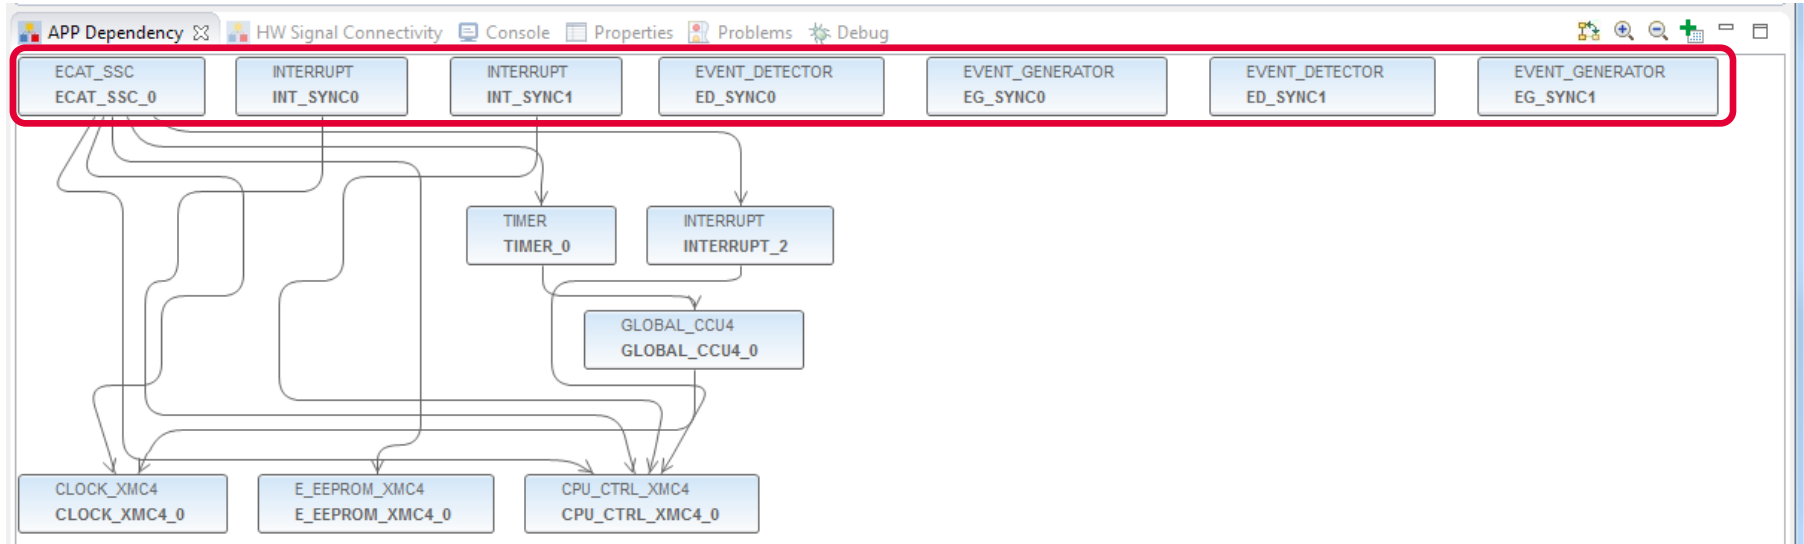 APP Dependency HW Signal Connectivity Console Properties Problems Debug
ECAT_SSC
ECAT_SSC_0
INTERRUPT
INT_SYNC0
INTERRUPT
INT_SYNC1
EVENT_DETECTOR
ED_SYNC0
EVENT_GENERATOR
EG_SYNC0
EVENT_DETECTOR
ED_SYNC1
EVENT_GENERATOR
EG_SYNC1
TIMER
TIMER_0
INTERRUPT
INTERRUPT_2
GLOBAL_CCU4
GLOBAL_CCU4_0
CLOCK_XMC4
CLOCK_XMC4_0
E_EEPROM_XMC4
E_EEPROM_XMC4_0
CPU_CTRL_XMC4
CPU_CTRL_XMC4_0